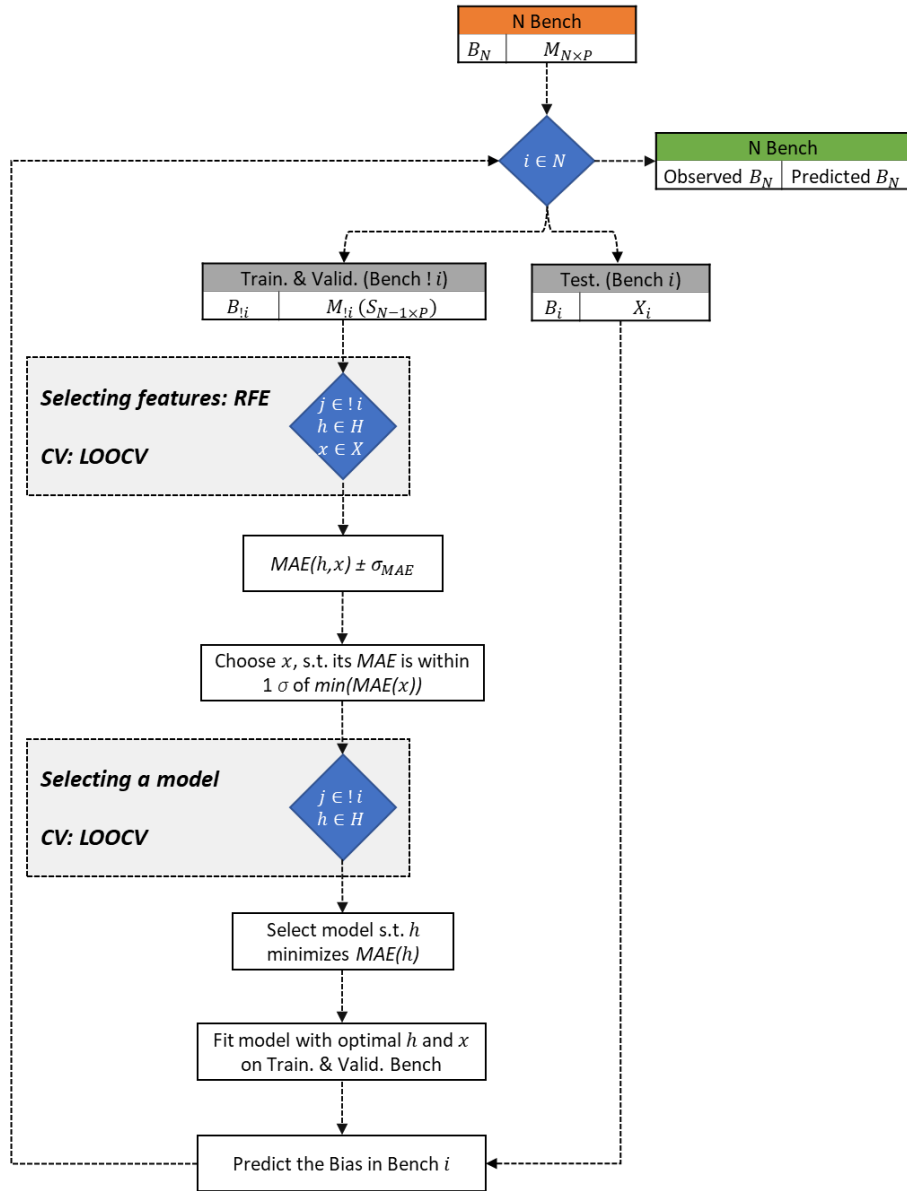 N Bench
B_N M_{N×P}
i ∈ N
N Bench
Observed B_N Predicted B_N
Train. & Valid. (Bench ! i)
B_{!i} M_{!i} (S_{N−1×P})
Test. (Bench i)
B_i X_i
Selecting features: RFE
CV: LOOCV
j ∈ ! i
h ∈ H
x ∈ X
MAE(h,x) ± σ_{MAE}
Choose x, s.t. its MAE is within
1 σ of min(MAE(x))
Selecting a model
CV: LOOCV
j ∈ ! i
h ∈ H
Select model s.t. h
minimizes MAE(h)
Fit model with optimal h and x
on Train. & Valid. Bench
Predict the Bias in Bench i